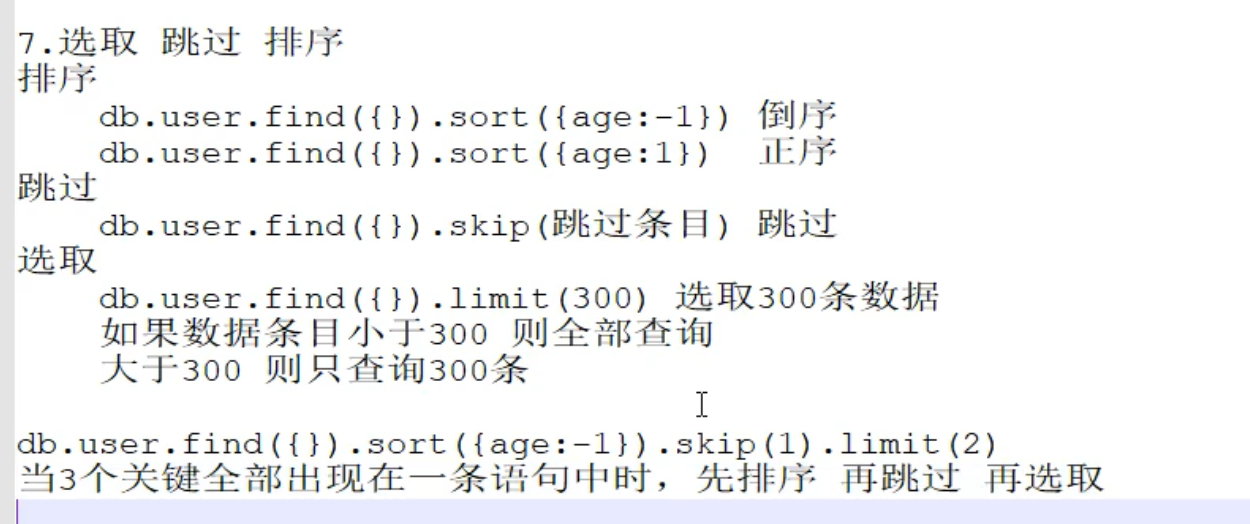 7.选取 跳过 排序
排序
db.user.find({}).sort({age:-1}) 倒序
db.user.find({}).sort({age:1}) 正序
跳过
db.user.find({}).skip(跳过条目) 跳过
选取
db.user.find({}).limit(300) 选取300条数据
如果数据条目小于300 则全部查询
大于300 则只查询300条
db.user.find({}).sort({age:-1}).skip(1).limit(2)
当3个关键全部出现在一条语句中时，先排序 再跳过 再选取